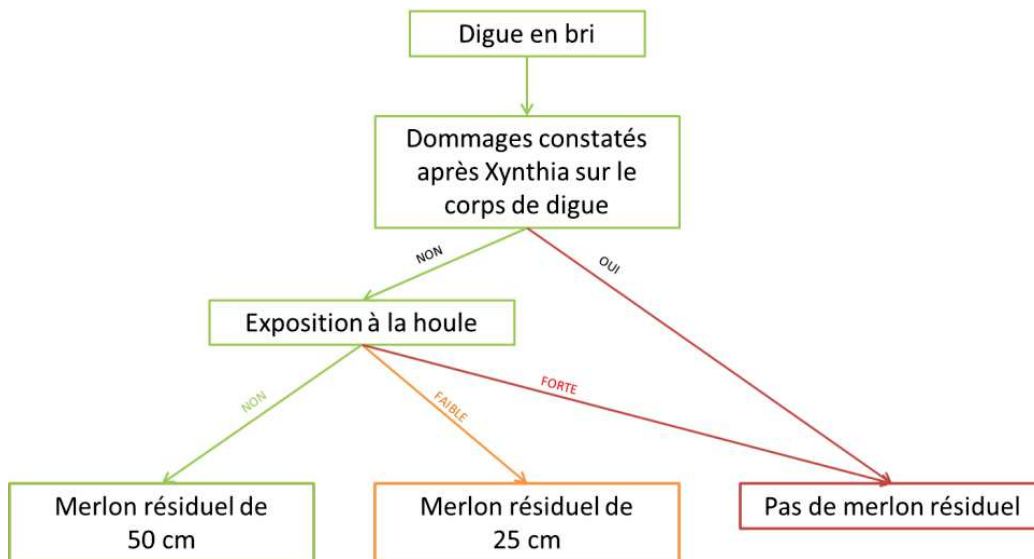 Digue en bri
Dommages constatés
après Xynthia sur le
corps de digue
NON
OUI
Exposition à la houle
NON
FAIBLE
FORTE
Merlon résiduel de
50 cm
Merlon résiduel de
25 cm
Pas de merlon résiduel